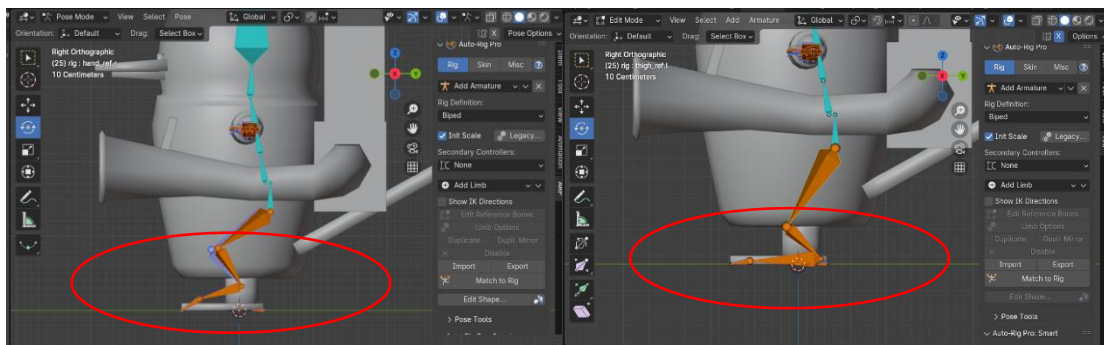 Pose Mode View Select Pose Global
Orientation: Default Drag: Select Box Pose Options
Right Orthographic
(25) rig : hand_ref.l
10 Centimeters
Auto-Rig Pro
Rig Skin Misc
Add Armature
Rig Definition:
Biped
Init Scale Legacy...
Secondary Controllers:
None
Add Limb
Show IK Directions
Edit Reference Bones
Limb Options
Duplicate Dupli. Mirror
Disable
Import Export
Match to Rig
Edit Shape...
Pose Tools
Item
Tool
View
Animation
ARP
Edit Mode View Select Add Armature Global
Orientation: Default Drag: Select Box Options
Right Orthographic
(25) rig : thigh_ref.l
10 Centimeters
Auto-Rig Pro
Rig Skin Misc
Add Armature
Rig Definition:
Biped
Init Scale Legacy...
Secondary Controllers:
None
Add Limb
Show IK Directions
Edit Reference Bones
Limb Options
Duplicate Dupli. Mirror
Disable
Import Export
Match to Rig
Edit Shape...
Pose Tools
Auto-Rig Pro: Smart